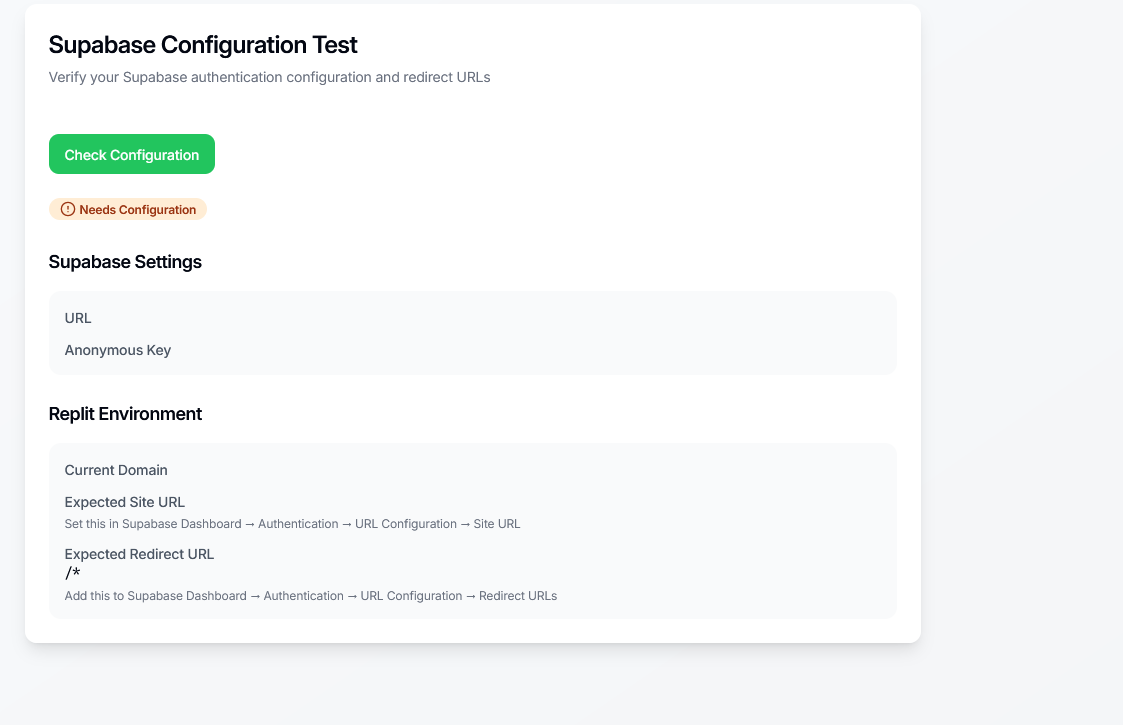 Supabase Configuration Test
Verify your Supabase authentication configuration and redirect URLs
Check Configuration
Needs Configuration
Supabase Settings
URL
Anonymous Key
Replit Environment
Current Domain
Expected Site URL
Set this in Supabase Dashboard → Authentication → URL Configuration → Site URL
Expected Redirect URL
/*
Add this to Supabase Dashboard → Authentication → URL Configuration → Redirect URLs